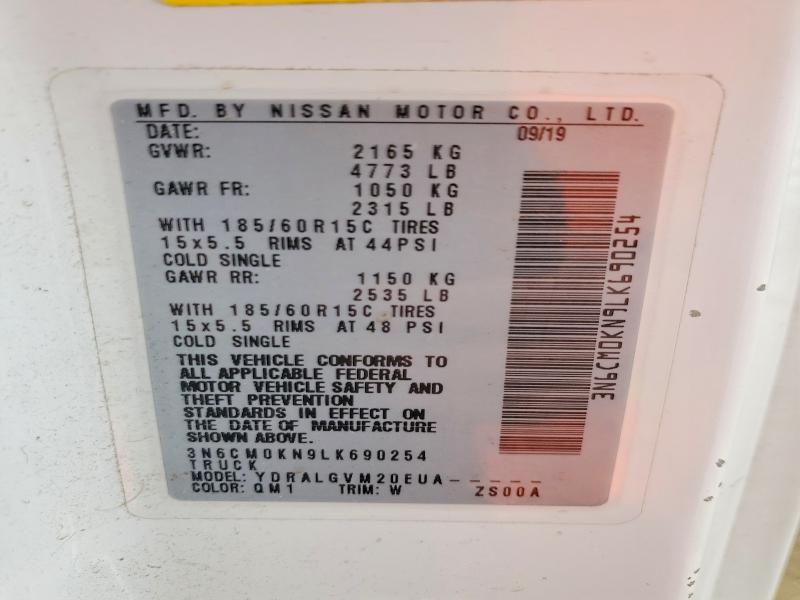 MFD. BY NISSAN MOTOR CO., LTD.
DATE: 09/19
GVWR: 2165 KG
4773 LB
GAWR FR: 1050 KG
2315 LB
WITH 185/60R15C TIRES
15x5.5 RIMS AT 44PSI
COLD SINGLE
GAWR RR: 1150 KG
2535 LB
WITH 185/60R15C TIRES
15x5.5 RIMS AT 48 PSI
COLD SINGLE
THIS VEHICLE CONFORMS TO
ALL APPLICABLE FEDERAL
MOTOR VEHICLE SAFETY AND
THEFT PREVENTION
STANDARDS IN EFFECT ON
THE DATE OF MANUFACTURE
SHOWN ABOVE.
3N6CM0KN9LK690254
TRUCK
MODEL: YDRALGVM20EUA-----
COLOR: QM1 TRIM: W ZS00A
3N6CM0KN9LK690254